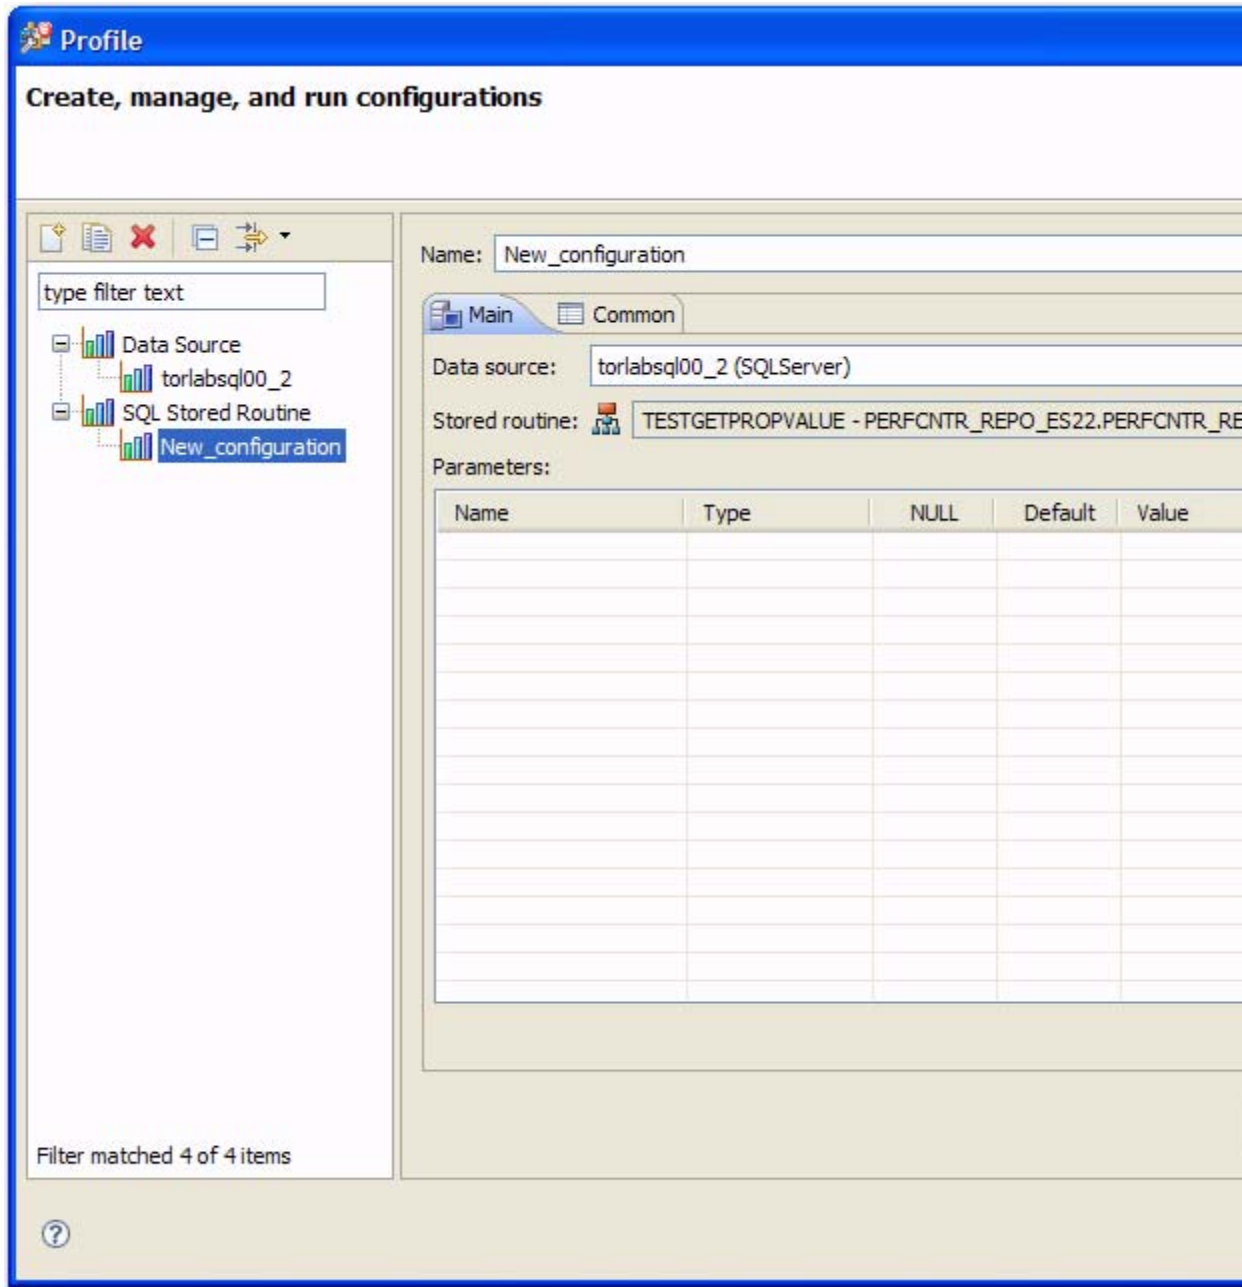 Profile
Create, manage, and run configurations
type filter text
Data Source
torlabsql00_2
SQL Stored Routine
New_configuration
Filter matched 4 of 4 items
Name: New_configuration
Main Common
Data source: torlabsql00_2 (SQLServer)
Stored routine: TESTGETPROPVALUE - PERFCNTR_REPO_ES22.PERFCNTR_RE
Parameters:
Name Type NULL Default Value